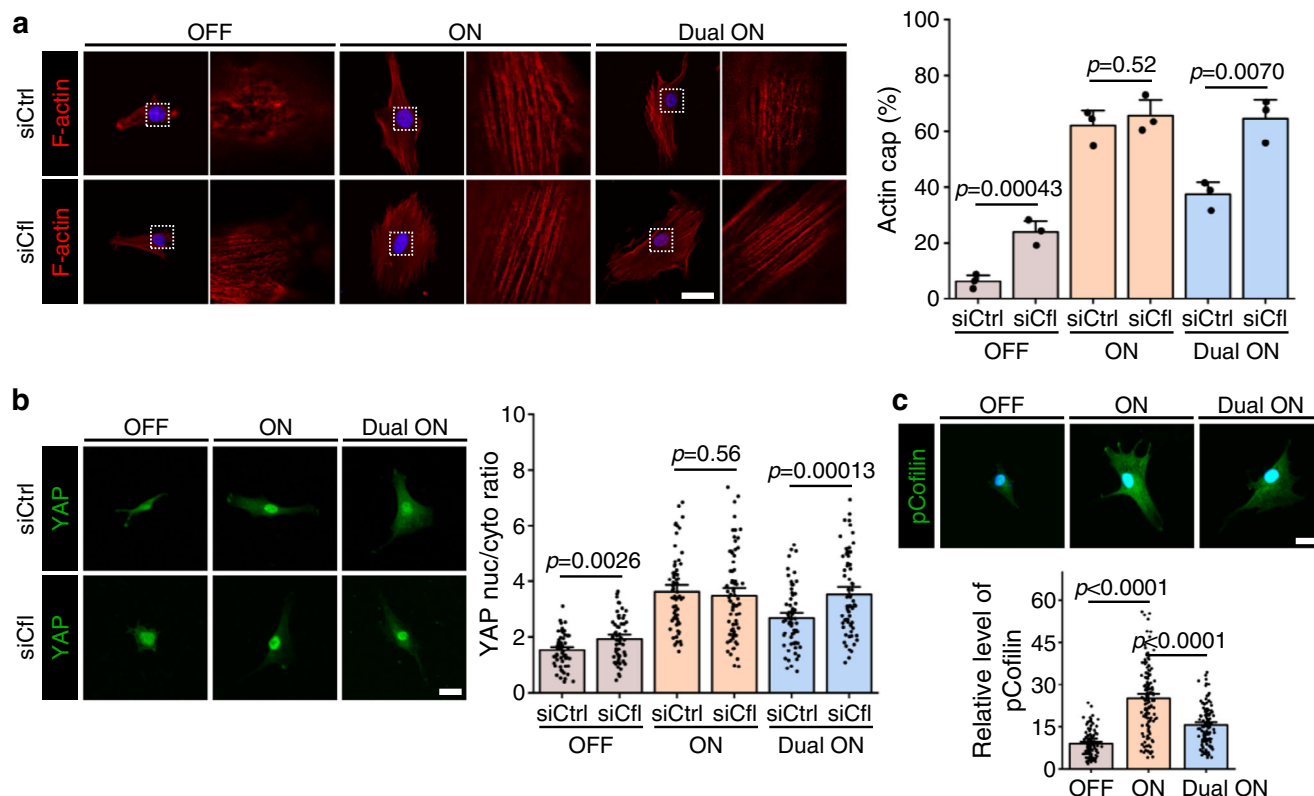 a
OFF
ON
Dual ON
siCtrl
F-actin
siCfl
F-actin
Actin cap (%)
100
80
60
40
20
0
p=0.00043
p=0.52
p=0.0070
siCtrl siCfl siCtrl siCfl siCtrl siCfl
OFF ON Dual ON
b
OFF ON Dual ON
siCtrl
YAP
siCfl
YAP
YAP nuc/cyto ratio
10
8
6
4
2
0
p=0.0026
p=0.56
p=0.00013
siCtrl siCfl siCtrl siCfl siCtrl siCfl
OFF ON Dual ON
c
OFF ON Dual ON
pCofilin
Relative level of
pCofilin
60
45
30
15
0
p<0.0001
p<0.0001
OFF ON Dual ON